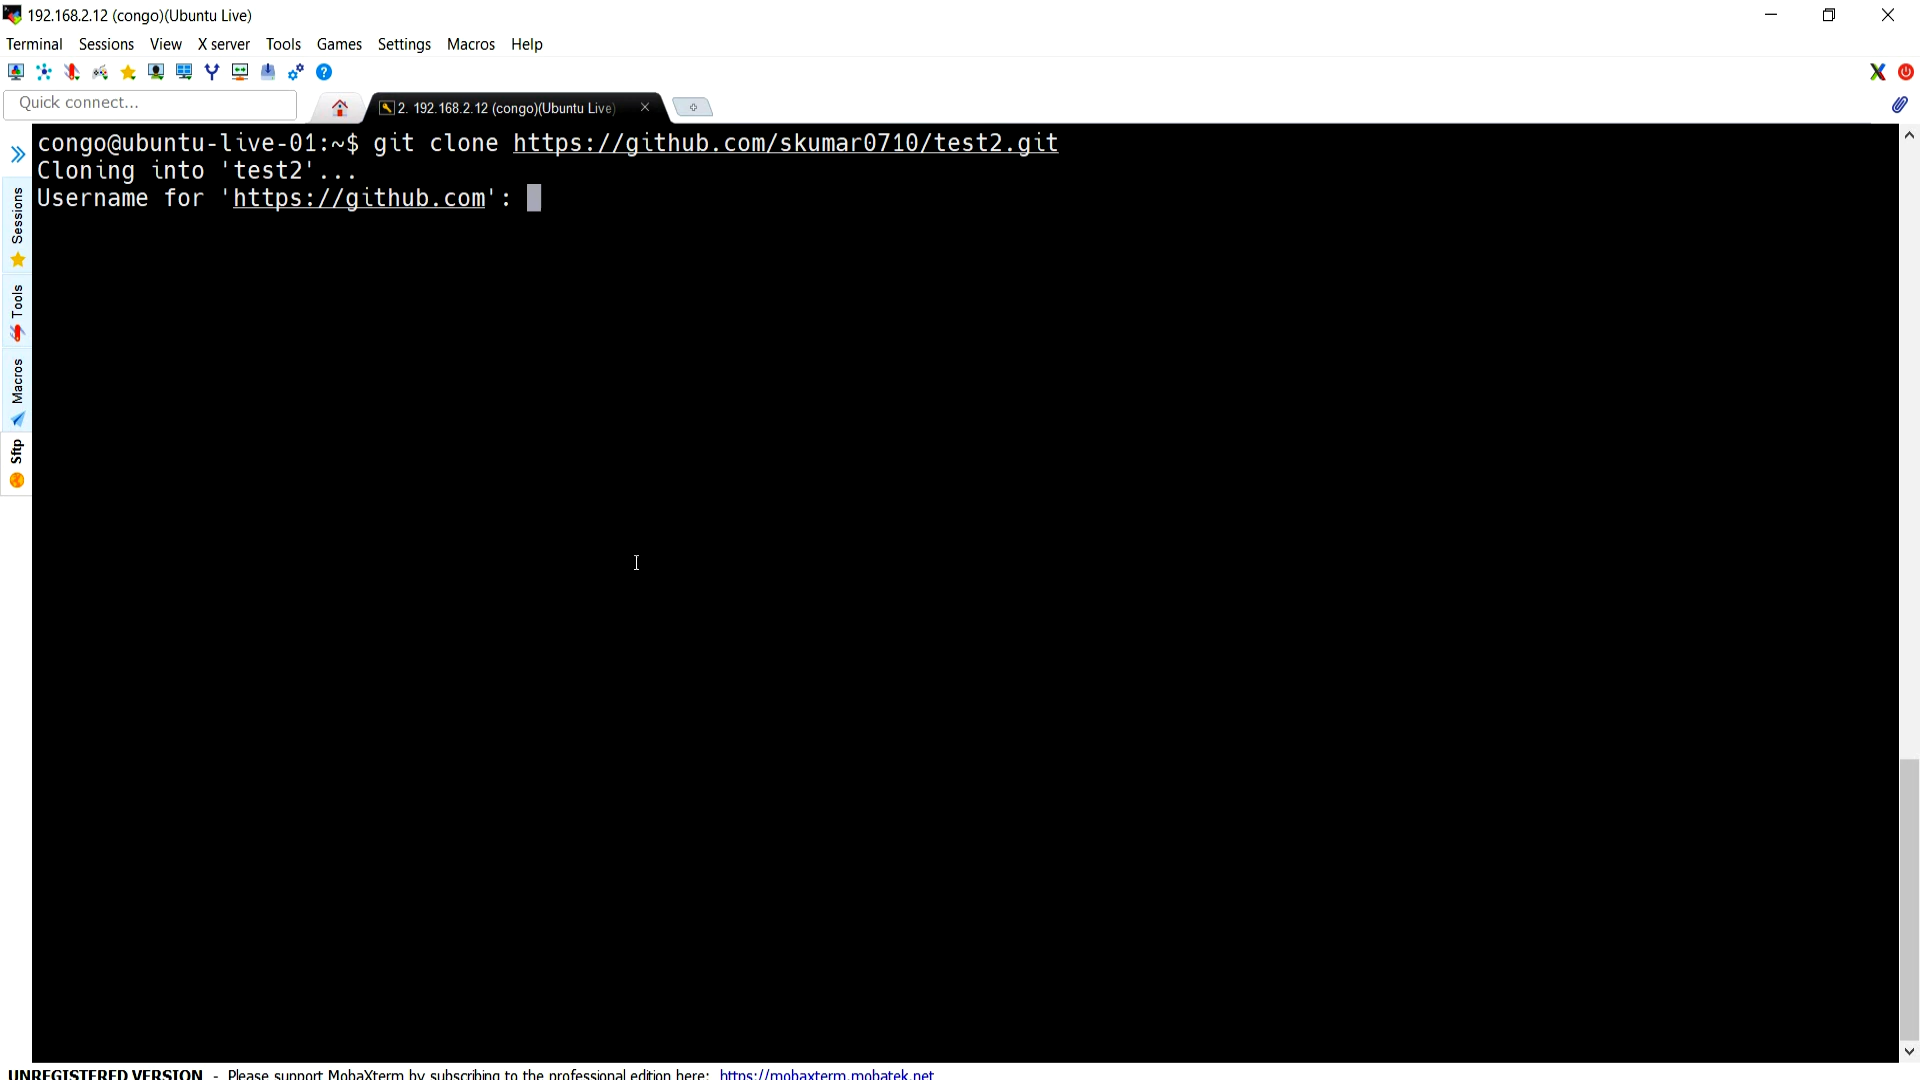 192.168.2.12 (congo)(Ubuntu Live)
Terminal Sessions View X server Tools Games Settings Macros Help
Quick connect...
2. 192.168.2.12 (congo)(Ubuntu Live)
congo@ubuntu-live-01:~$ git clone https://github.com/skumar0710/test2.git
Cloning into 'test2'...
Username for 'https://github.com':
Sessions
Tools
Macros
Sftp
UNREGISTERED VERSION - Please support MobaXterm by subscribing to the professional edition here: https://mobaxterm.mobatek.net